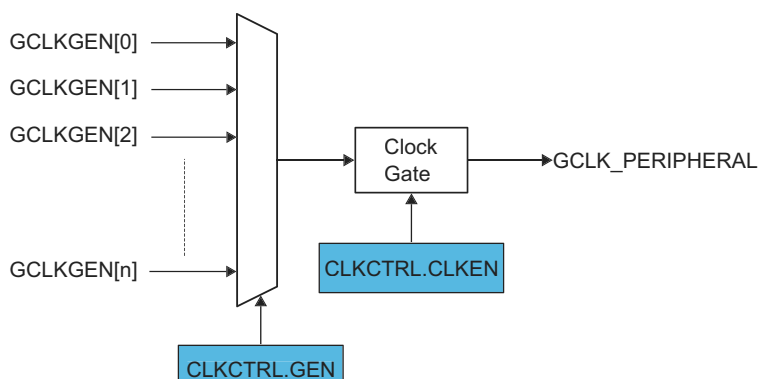 GCLKGEN[0]
GCLKGEN[1]
GCLKGEN[2]
Clock
Gate
GCLK_PERIPHERAL
GCLKGEN[n]
CLKCTRL.CLKEN
CLKCTRL.GEN